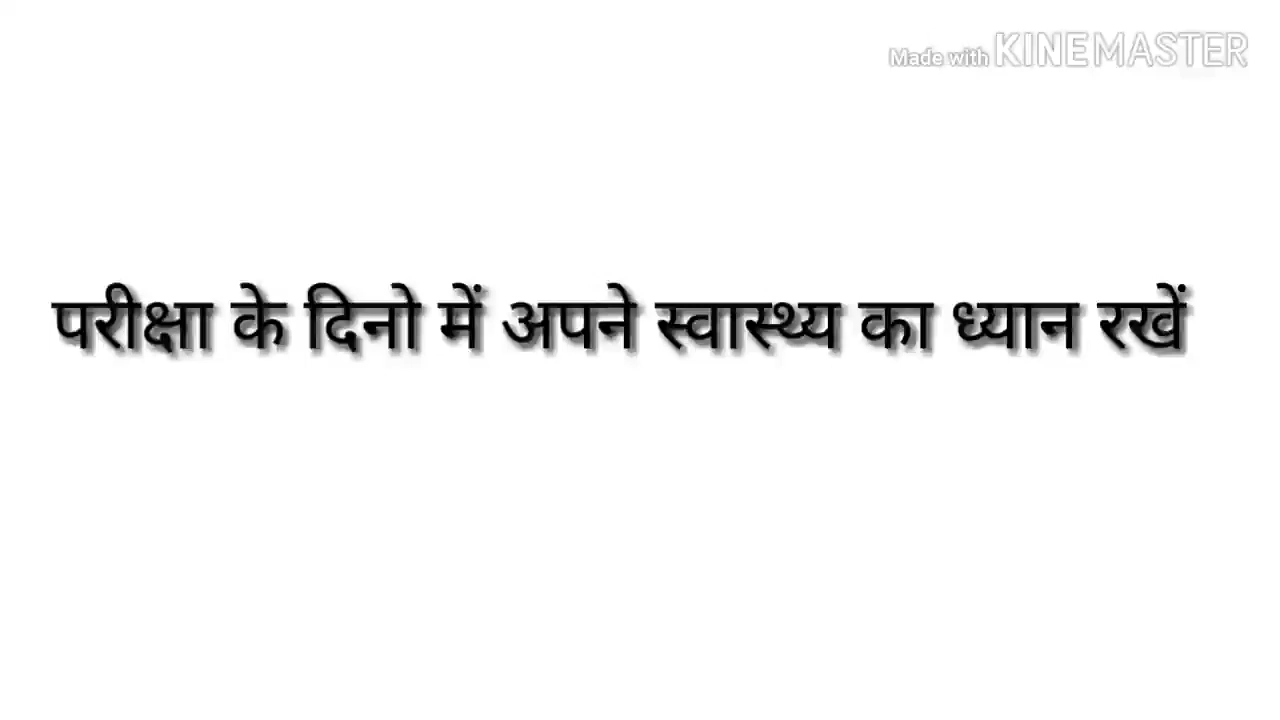 Made with KINEMASTER
परीक्षा के दिनो में अपने स्वास्थ्य का ध्यान रखें